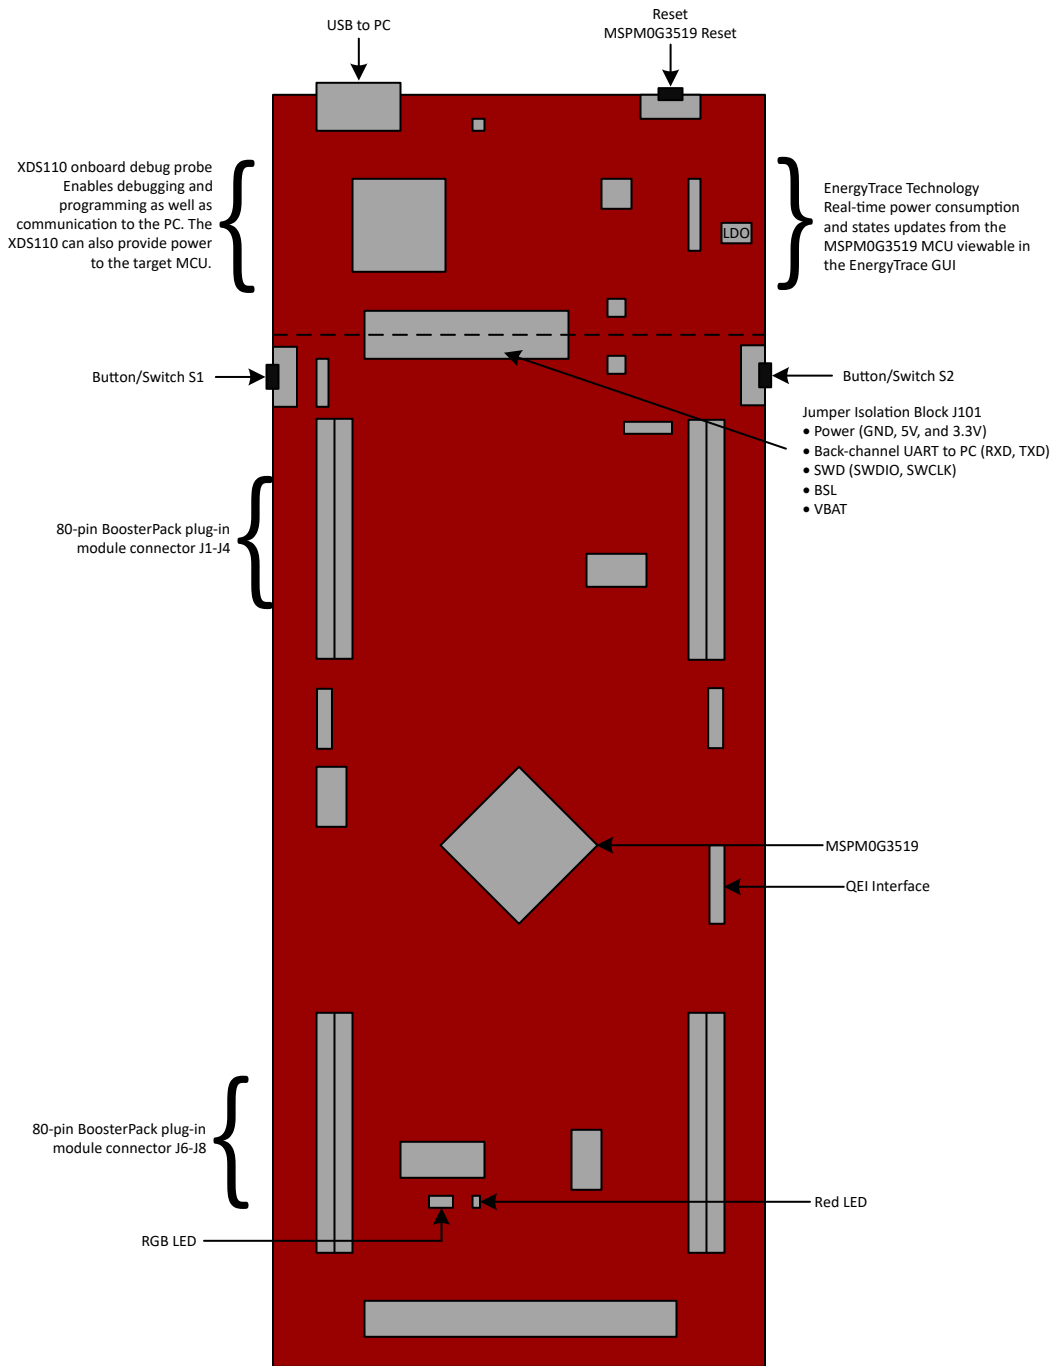 USB to PC
Reset
MSPM0G3519 Reset
XDS110 onboard debug probe
Enables debugging and
programming as well as
communication to the PC. The
XDS110 can also provide power
to the target MCU.
EnergyTrace Technology
Real-time power consumption
and states updates from the
MSPM0G3519 MCU viewable in
the EnergyTrace GUI
LDO
Button/Switch S1
Button/Switch S2
Jumper Isolation Block J101
• Power (GND, 5V, and 3.3V)
• Back-channel UART to PC (RXD, TXD)
• SWD (SWDIO, SWCLK)
• BSL
• VBAT
80-pin BoosterPack plug-in
module connector J1-J4
MSPM0G3519
QEI Interface
80-pin BoosterPack plug-in
module connector J6-J8
Red LED
RGB LED